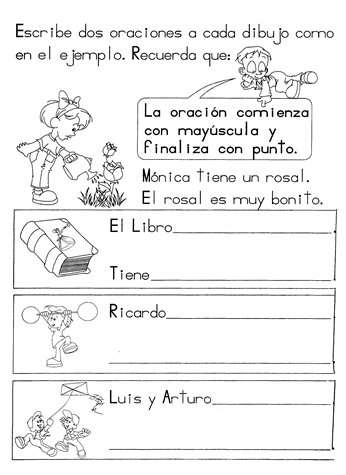 Escribe dos oraciones a cada dibujo como
en el ejemplo. Recuerda que:
La oración comienza
con mayúscula y
finaliza con punto.
Mónica tiene un rosal.
El rosal es muy bonito.
El Libro
Tiene
Ricardo
Luis y Arturo